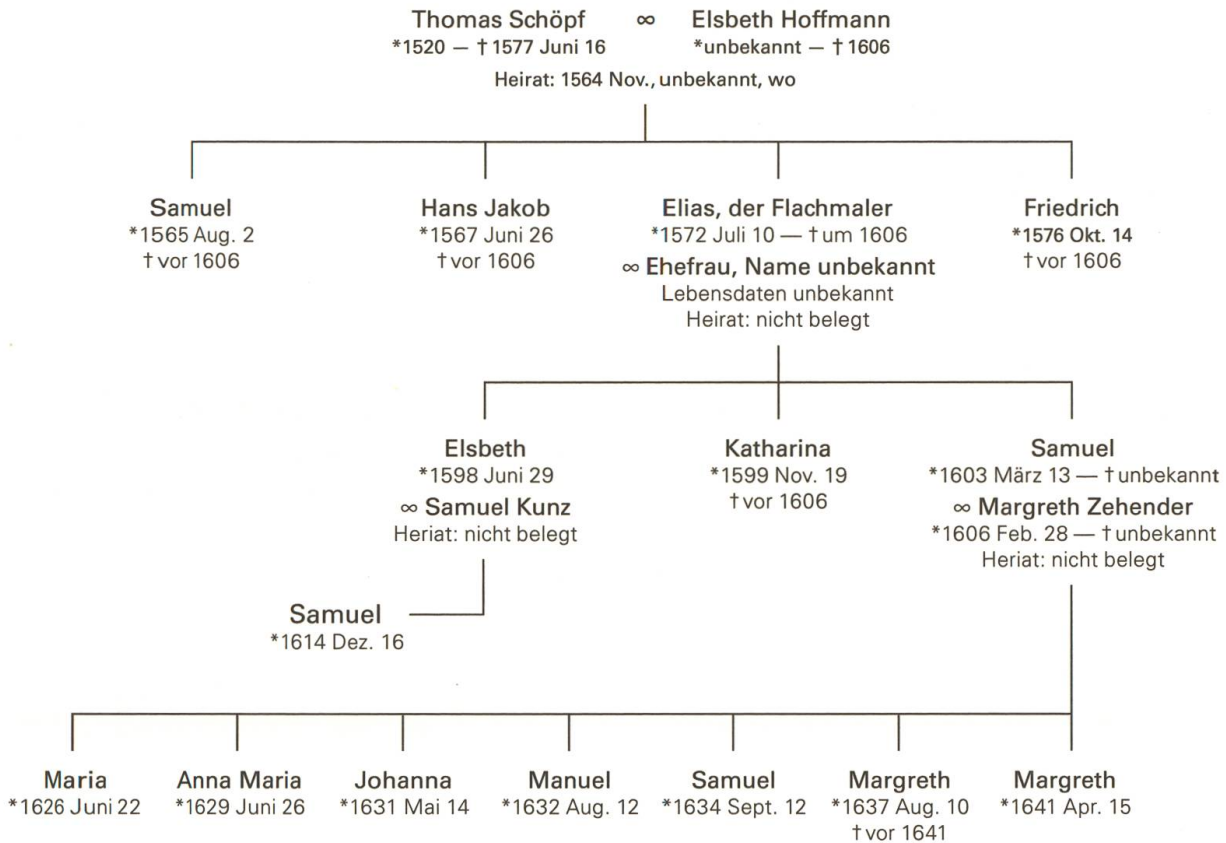 Thomas Schöpf ∞ Elsbeth Hoffmann
*1520 — †1577 Juni 16 *unbekannt — †1606
Heirat: 1564 Nov., unbekannt, wo
Samuel
*1565 Aug. 2
†vor 1606
Hans Jakob
*1567 Juni 26
†vor 1606
Elias, der Flachmaler
*1572 Juli 10 — †um 1606
∞ Ehefrau, Name unbekannt
Lebensdaten unbekannt
Heirat: nicht belegt
Friedrich
*1576 Okt. 14
†vor 1606
Elsbeth
*1598 Juni 29
∞ Samuel Kunz
Heriat: nicht belegt
Katharina
*1599 Nov. 19
†vor 1606
Samuel
*1603 März 13 — †unbekannt
∞ Margreth Zehender
*1606 Feb. 28 — †unbekannt
Heriat: nicht belegt
Samuel
*1614 Dez. 16
Maria
*1626 Juni 22
Anna Maria
*1629 Juni 26
Johanna
*1631 Mai 14
Manuel
*1632 Aug. 12
Samuel
*1634 Sept. 12
Margreth
*1637 Aug. 10
†vor 1641
Margreth
*1641 Apr. 15